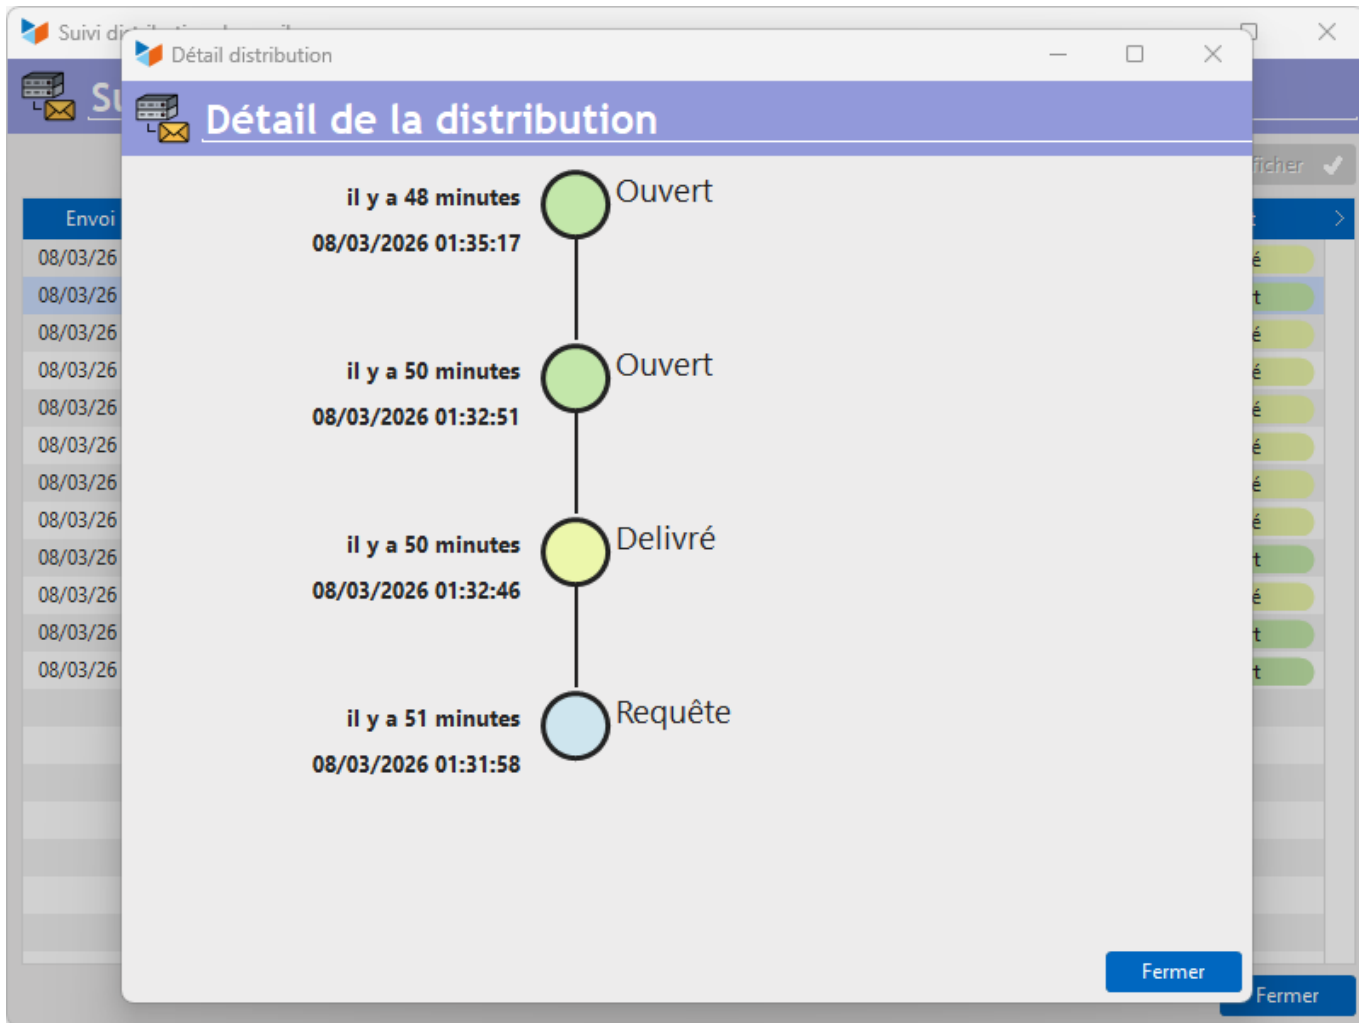 Suivi di
Détail distribution
Su
Détail de la distribution
ficher
Envoi
il y a 48 minutes
Ouvert
08/03/2026 01:35:17
il y a 50 minutes
Ouvert
08/03/2026 01:32:51
il y a 50 minutes
Delivré
08/03/2026 01:32:46
il y a 51 minutes
Requête
08/03/2026 01:31:58
08/03/26 é
08/03/26 t
08/03/26 é
08/03/26 é
08/03/26 é
08/03/26 é
08/03/26 é
08/03/26 é
08/03/26 t
08/03/26 é
08/03/26 t
08/03/26 t
Fermer
Fermer